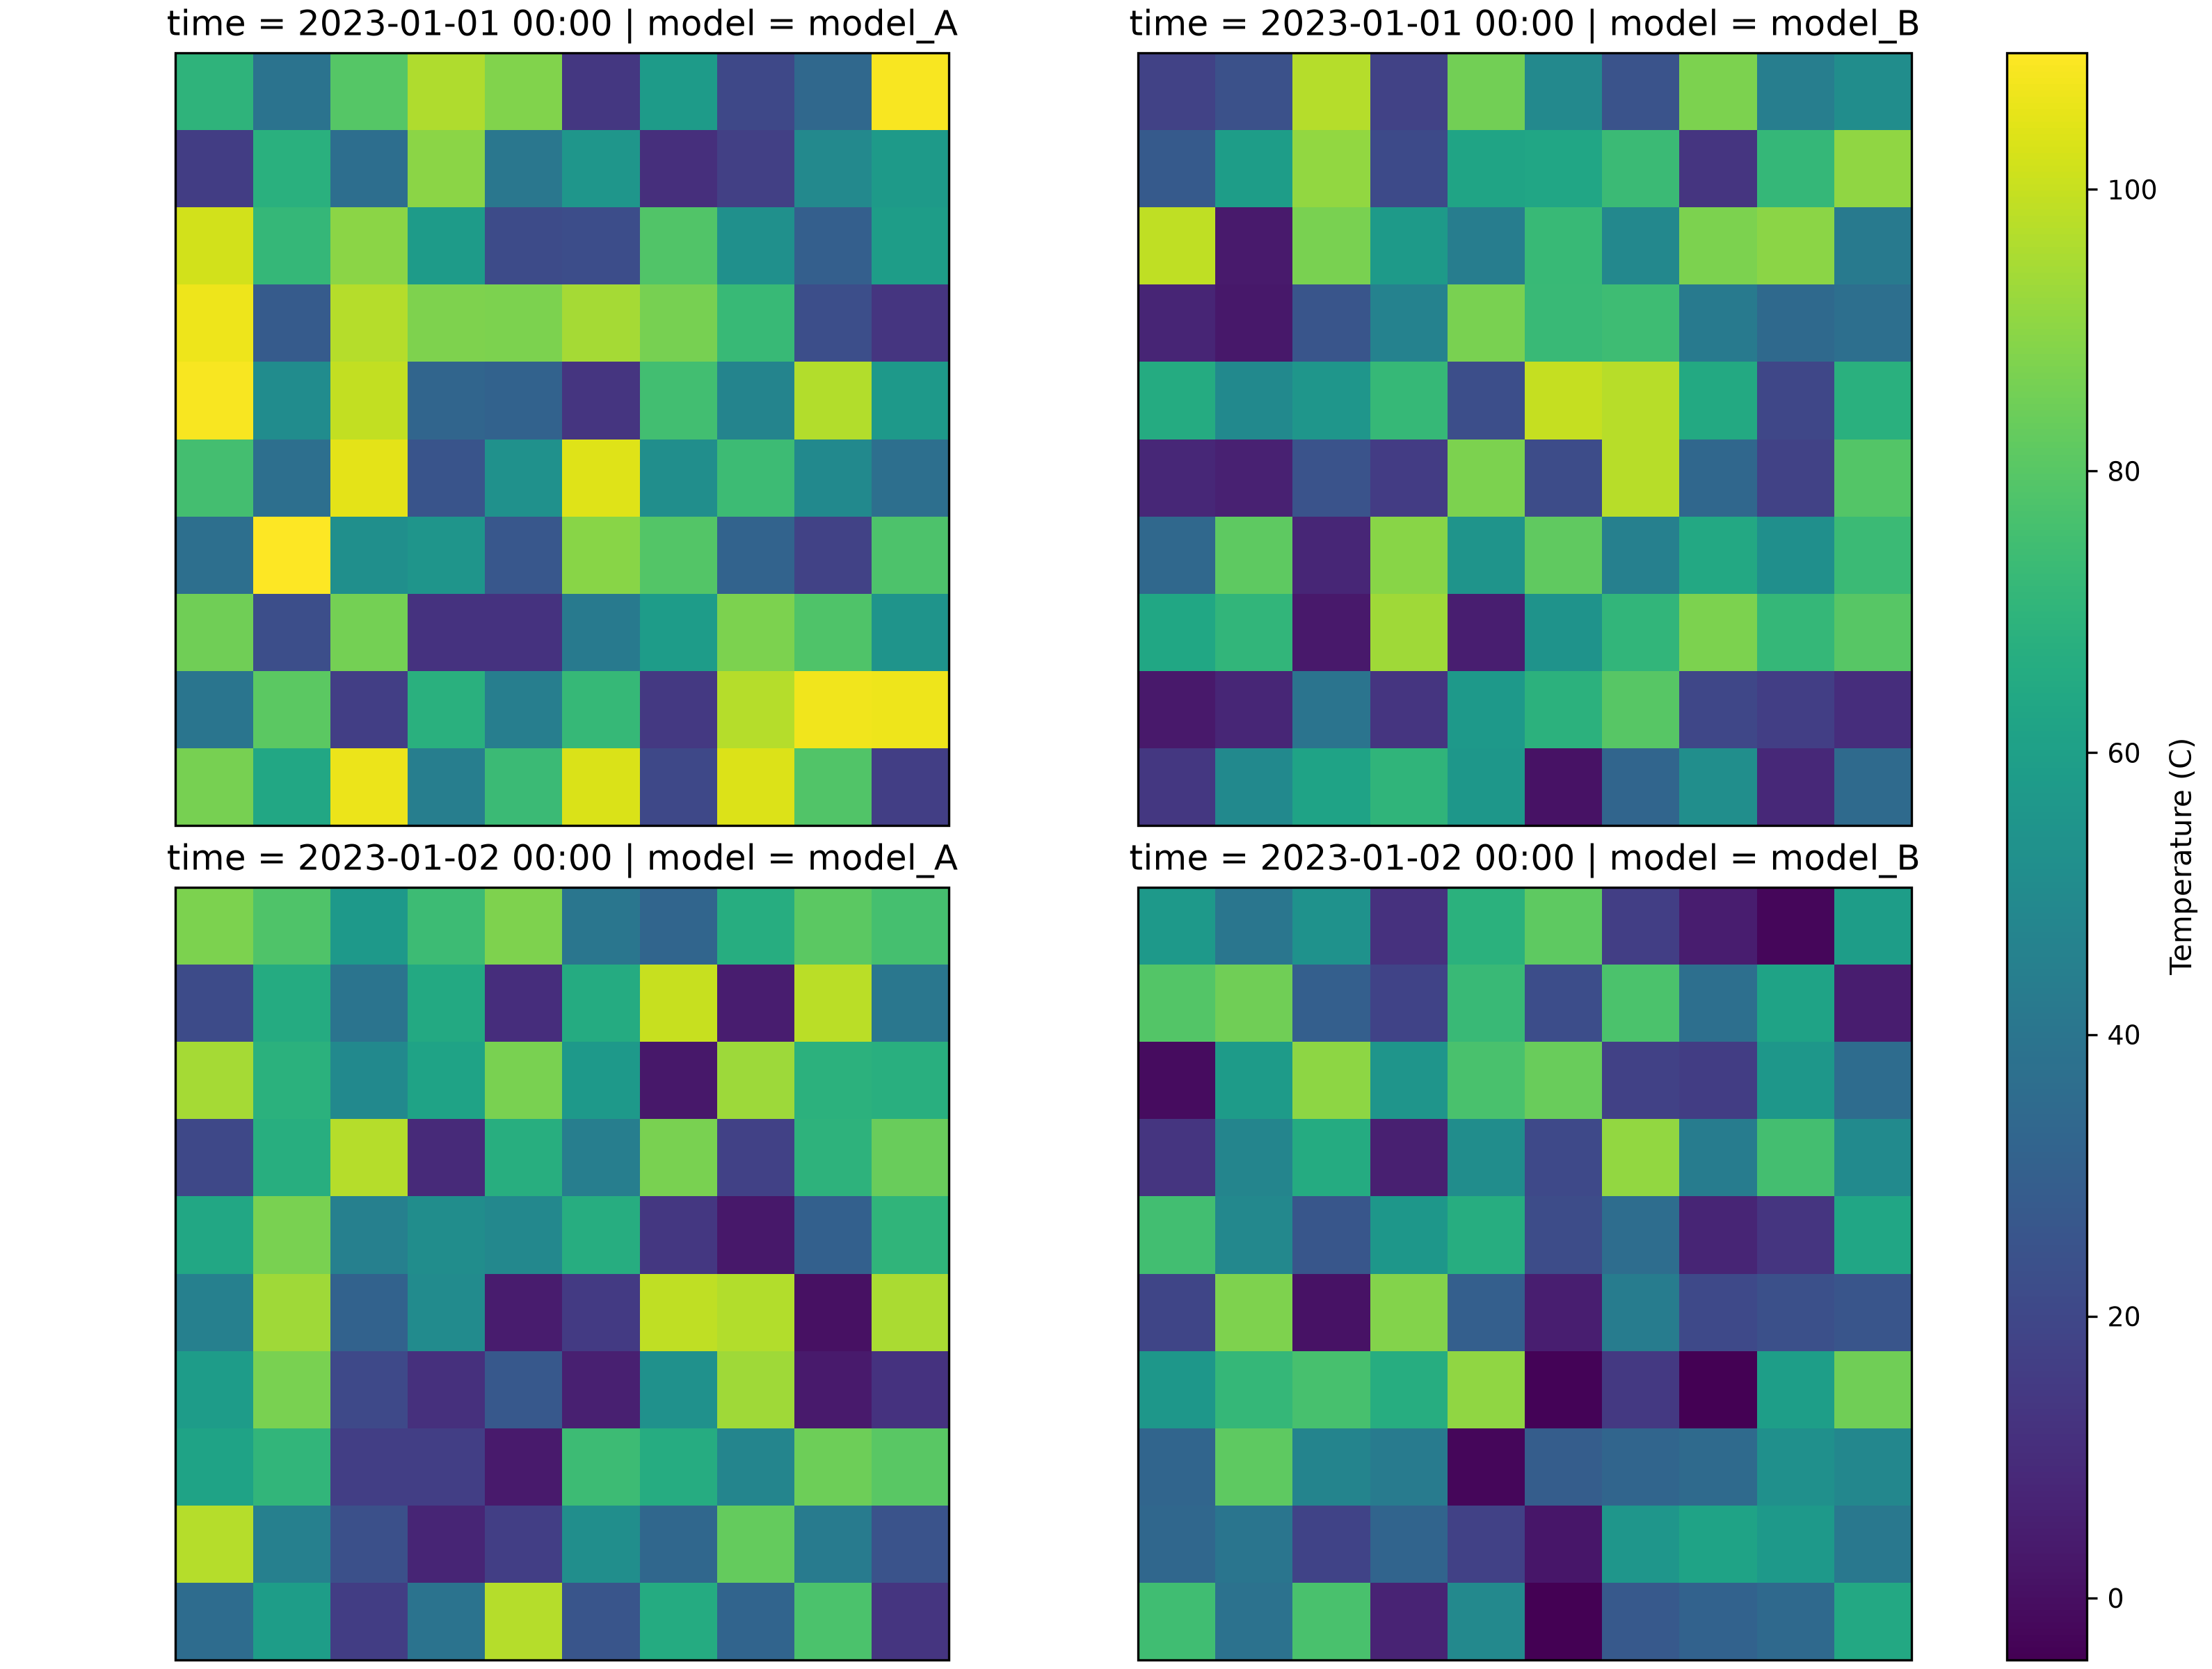 time = 2023-01-01 00:00 | model = model_A
time = 2023-01-01 00:00 | model = model_B
100
80
60
40
20
0
Temperature (C)
time = 2023-01-02 00:00 | model = model_A
time = 2023-01-02 00:00 | model = model_B